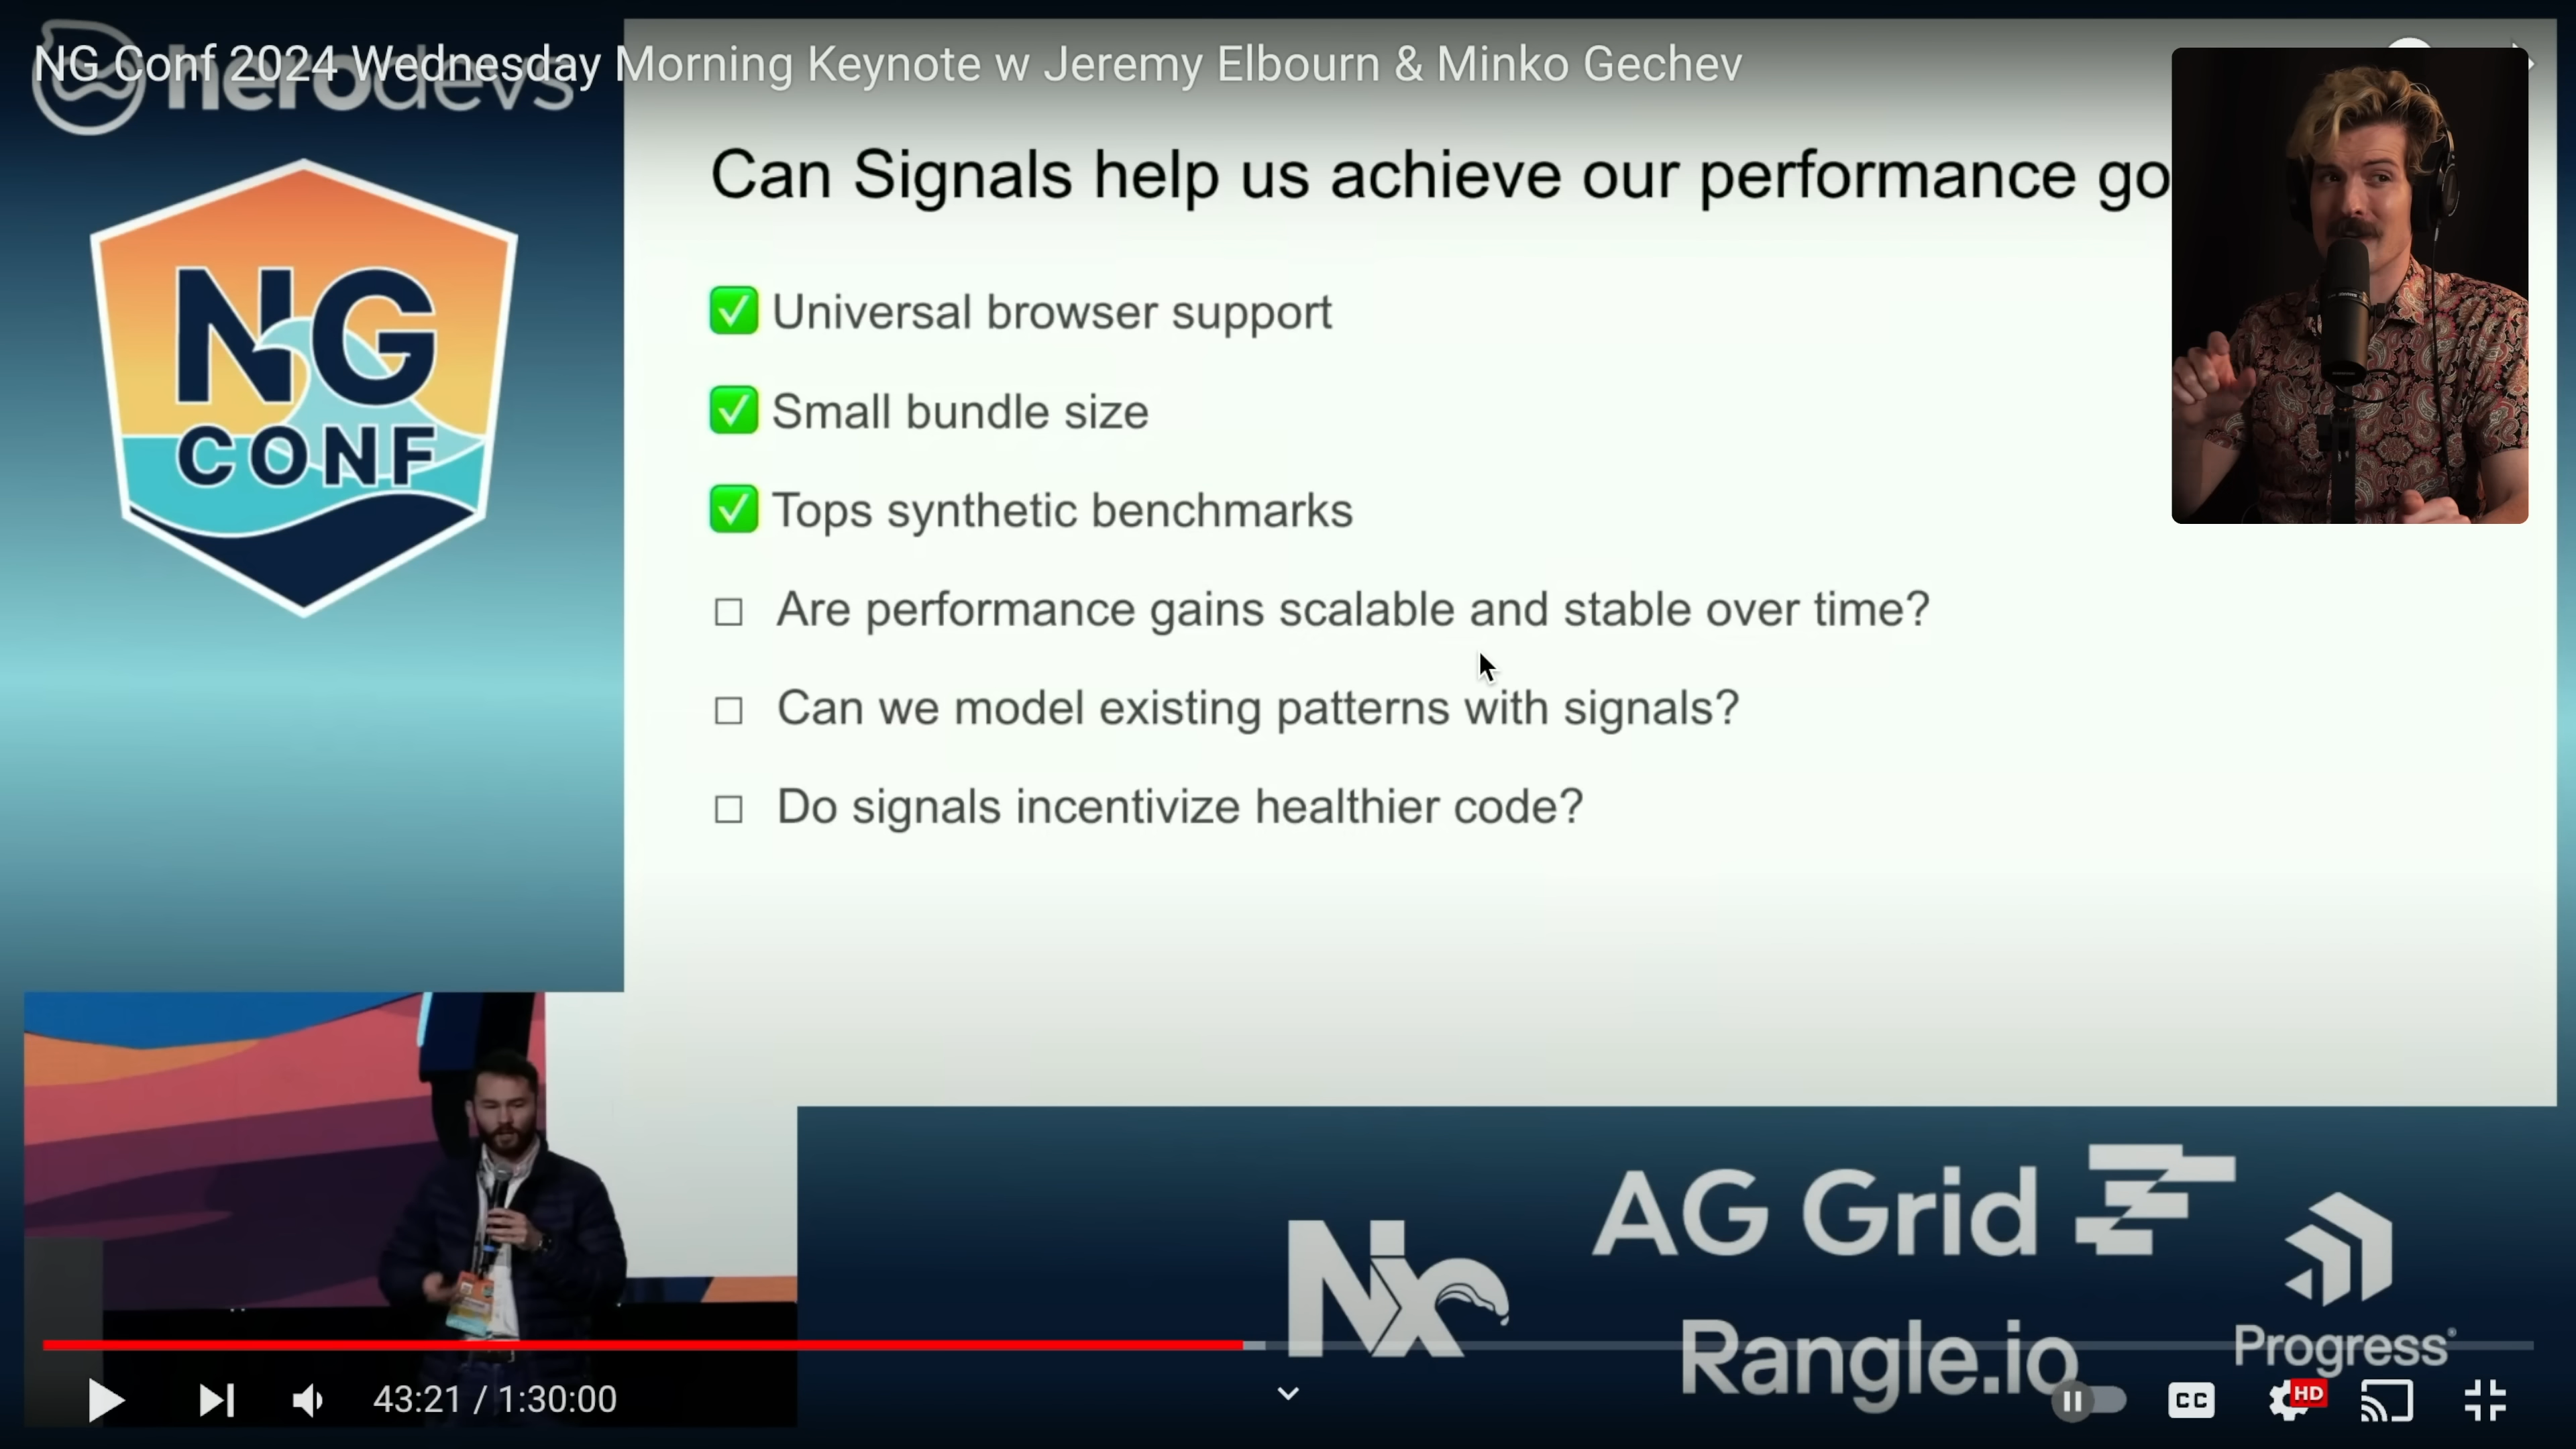 NG Conf 2024 Wednesday Morning Keynote w Jeremy Elbourn & Minko Gechev
herodevs
NG
CONF
Can Signals help us achieve our performance go
Universal browser support
Small bundle size
Tops synthetic benchmarks
Are performance gains scalable and stable over time?
Can we model existing patterns with signals?
Do signals incentivize healthier code?
Nx
AG Grid
Rangle.io
Progress
43:21 / 1:30:00
CC
HD